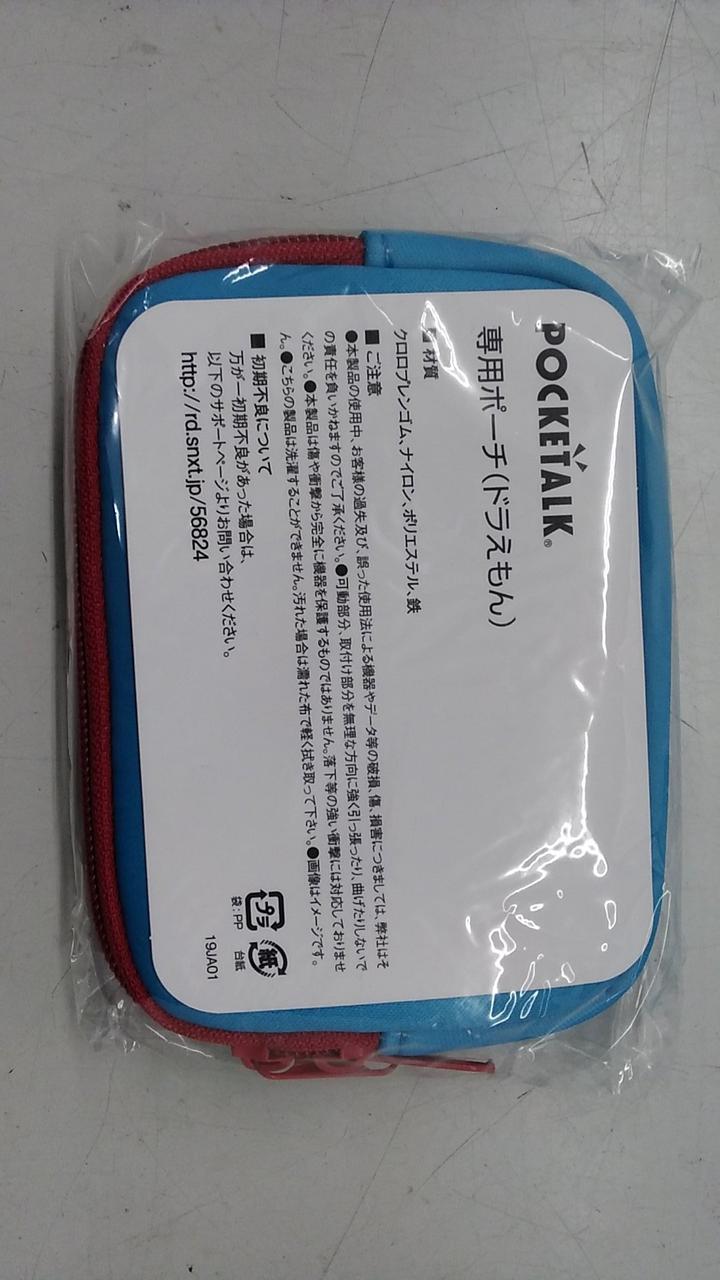 POCKETALK®
専用ポーチ(ドラえもん)
■ 材質
クロロプレンゴム、ナイロン、ポリエステル、鉄
■ ご注意
●本製品の使用中、お客様の過失及び、誤った使用法による機器やデータ等の破損、傷、損害につきましては、弊社はそ
の責任を負いかねますのでご了承ください。●可動部分、取付け部分を無理な方向に強く引っ張ったり、曲げたりしないで
ください。●本製品は傷や衝撃から完全に機器を保護するものではありません。落下等の強い衝撃には対応しておりませ
ん。●こちらの製品は洗濯することができません。汚れた場合は濡れた布で軽く拭き取って下さい。●画像はイメージです。
■ 初期不良について
万が一初期不良があった場合は、
以下のサポートページよりお問い合わせください。
http://rd.snxt.jp/56824
プラ
袋:PP
紙
台紙
19JA01